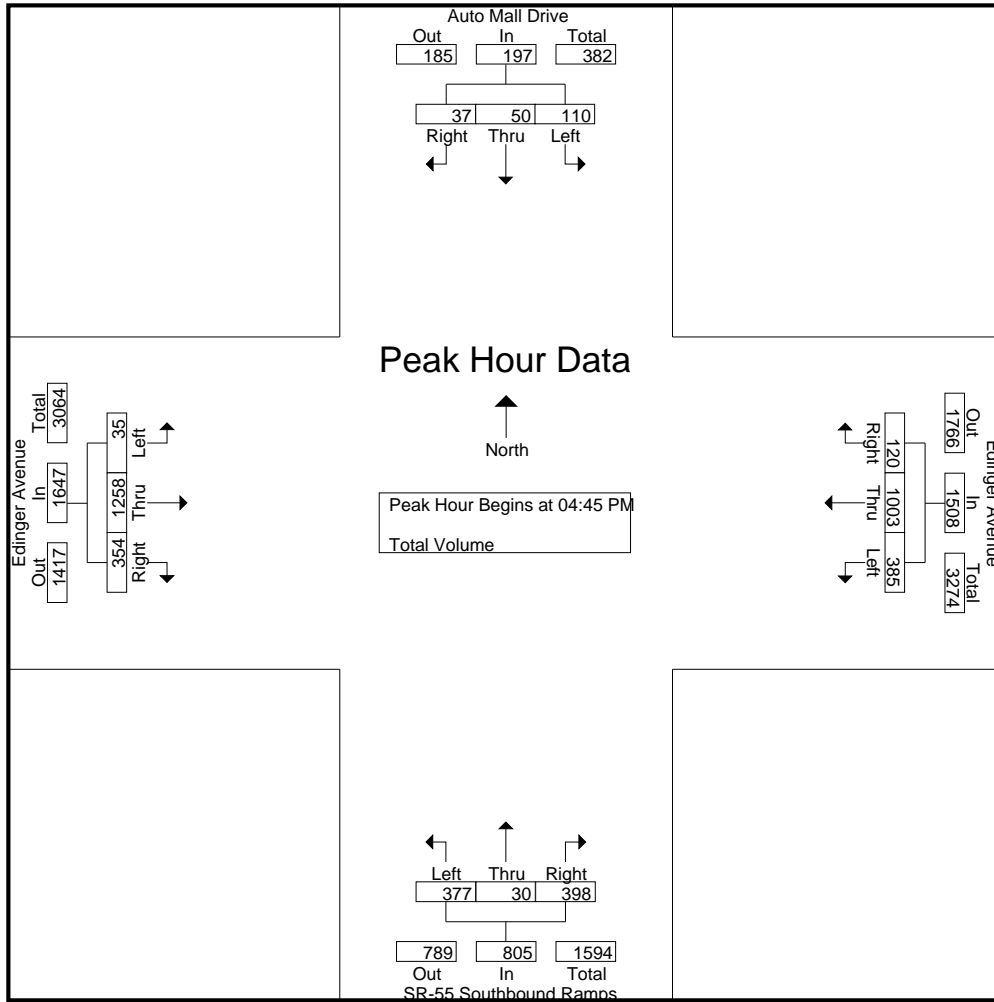 Auto Mall Drive
Out In Total
185 197 382
37 50 110
Right Thru Left
Peak Hour Data
North
Peak Hour Begins at 04:45 PM
Total Volume
Edinger Avenue
Total In Out
3064 1647 1417
35 1258 354
Left Thru Right
Edinger Avenue
Out In Total
1766 1508 3274
120 1003 385
Right Thru Left
Left Thru Right
377 30 398
789 805 1594
Out In Total
SR-55 Southbound Ramps